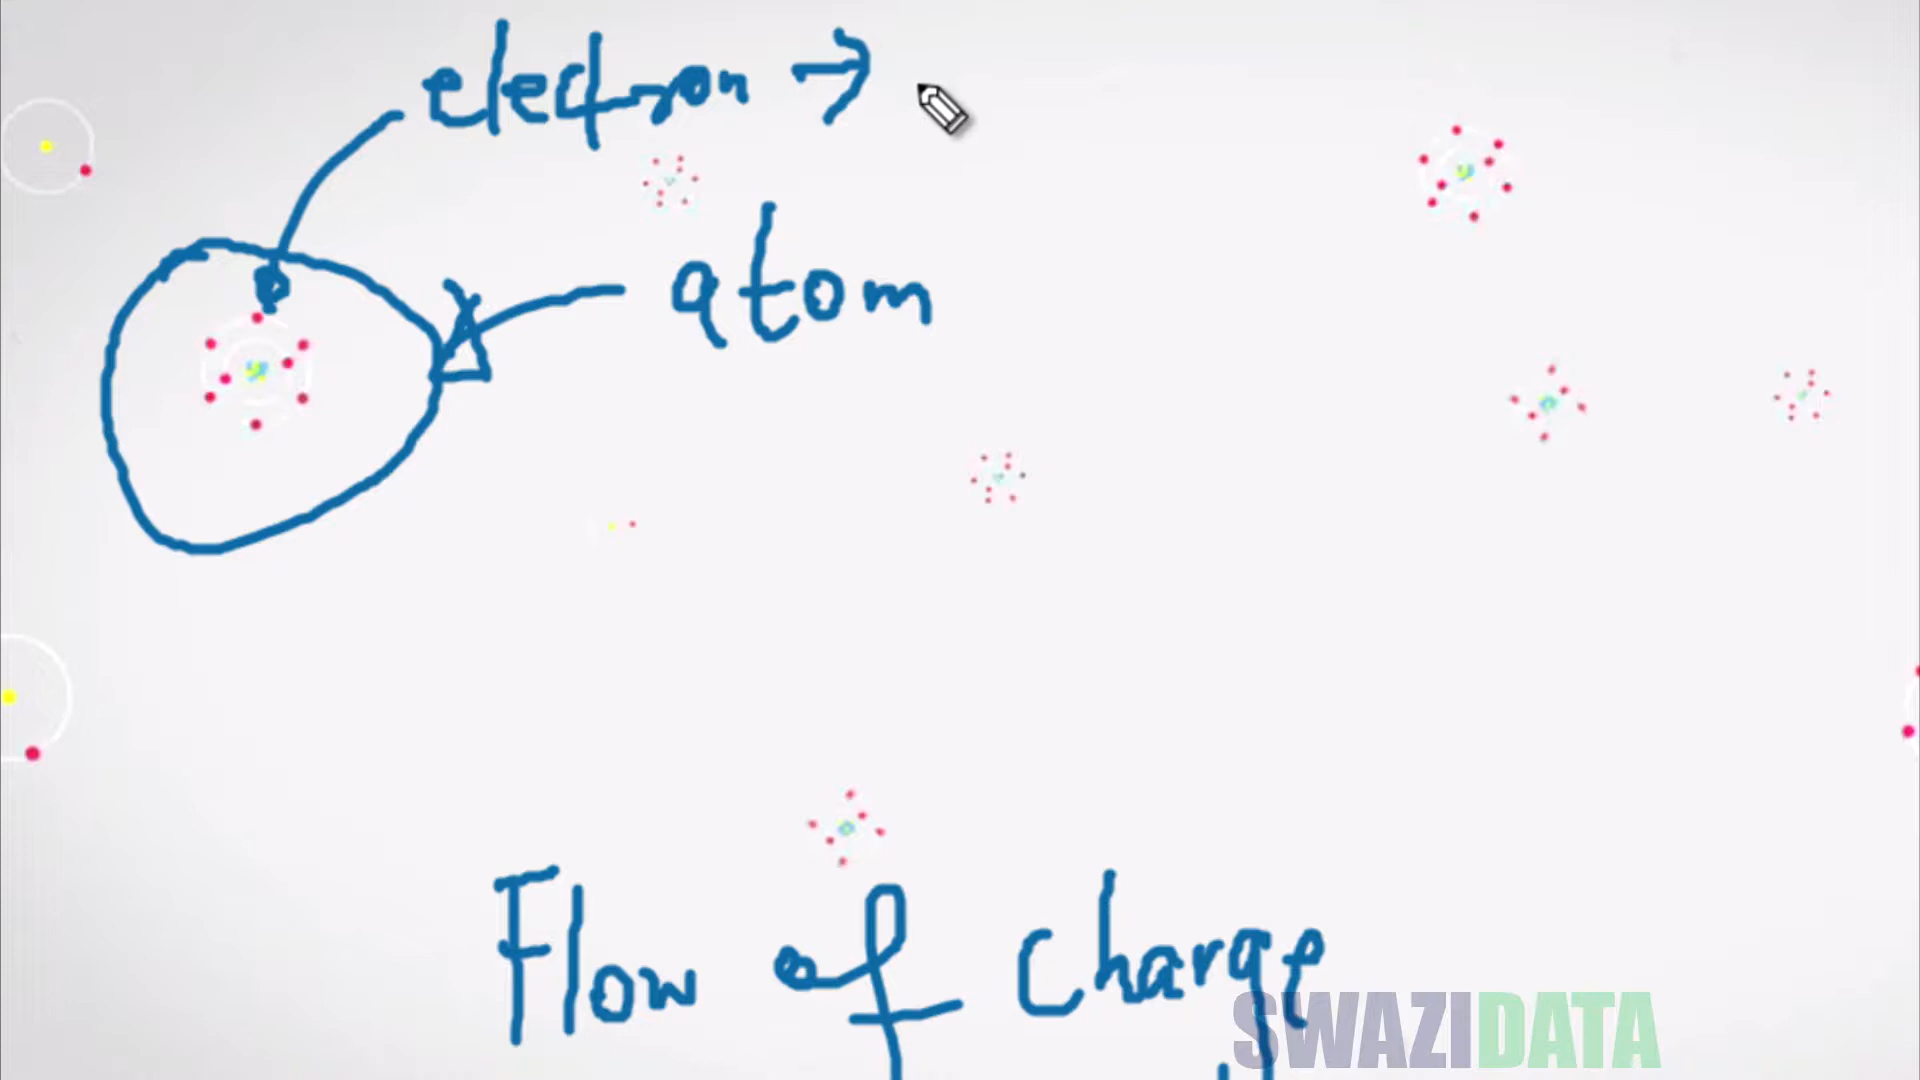 electron →
atom
Flow of charge
SWAZIDATA